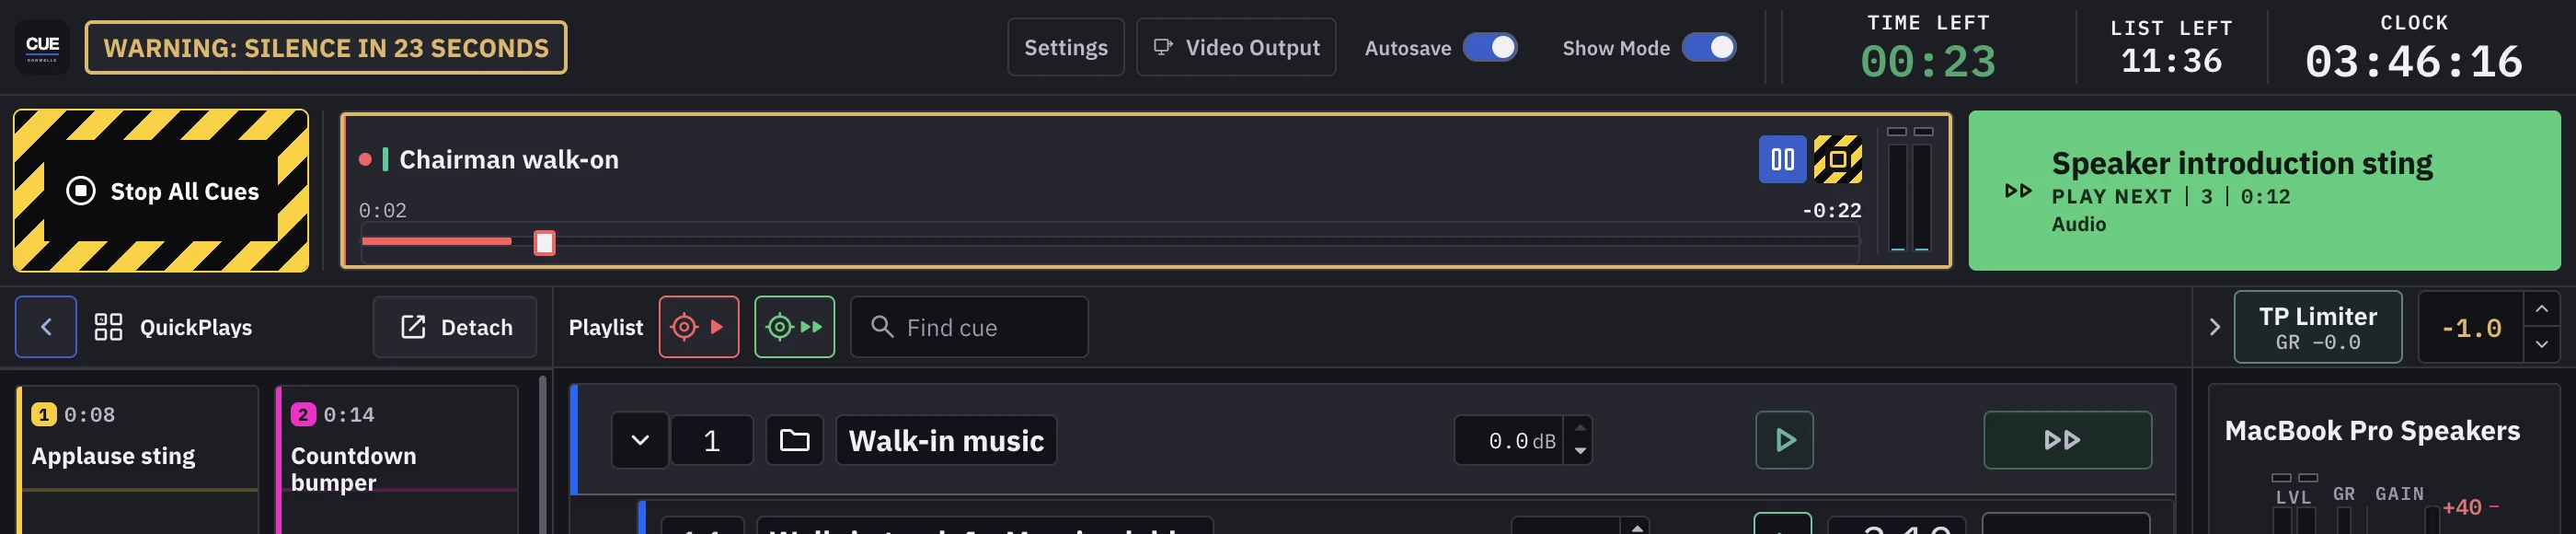 CUE
WARNING: SILENCE IN 23 SECONDS
Settings
Video Output
Autosave
Show Mode
TIME LEFT
00:23
LIST LEFT
11:36
CLOCK
03:46:16
Stop All Cues
Chairman walk-on
0:02
-0:22
Speaker introduction sting
PLAY NEXT | 3 | 0:12
Audio
QuickPlays
Detach
Playlist
Find cue
TP Limiter
GR -0.0
-1.0
1 0:08
Applause sting
2 0:14
Countdown
bumper
1
Walk-in music
0.0 dB
MacBook Pro Speakers
LVL
GR
GAIN
+40